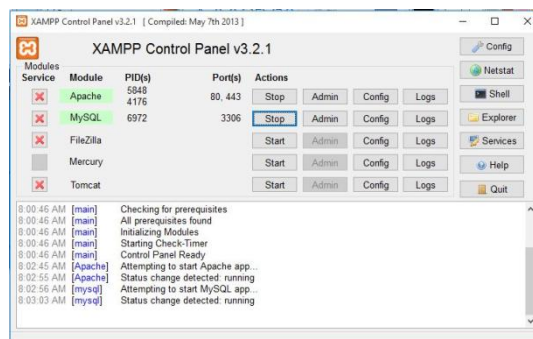 XAMPP Control Panel v3.2.1 [ Compiled: May 7th 2013 ]
XAMPP Control Panel v3.2.1
Config
Modules
Service Module PID(s) Port(s) Actions
Netstat
Apache 5848 4176 80, 443 Stop Admin Config Logs
Shell
MySQL 6972 3306 Stop Admin Config Logs
Explorer
FileZilla Start Admin Config Logs
Services
Mercury Start Admin Config Logs
Help
Tomcat Start Admin Config Logs
Quit
8:00:46 AM [main] Checking for prerequisites
8:00:46 AM [main] All prerequisites found
8:00:46 AM [main] Initializing Modules
8:00:46 AM [main] Starting Check-Timer
8:00:46 AM [main] Control Panel Ready
8:02:45 AM [Apache] Attempting to start Apache app...
8:02:55 AM [Apache] Status change detected: running
8:02:56 AM [mysql] Attempting to start MySQL app...
8:03:03 AM [mysql] Status change detected: running